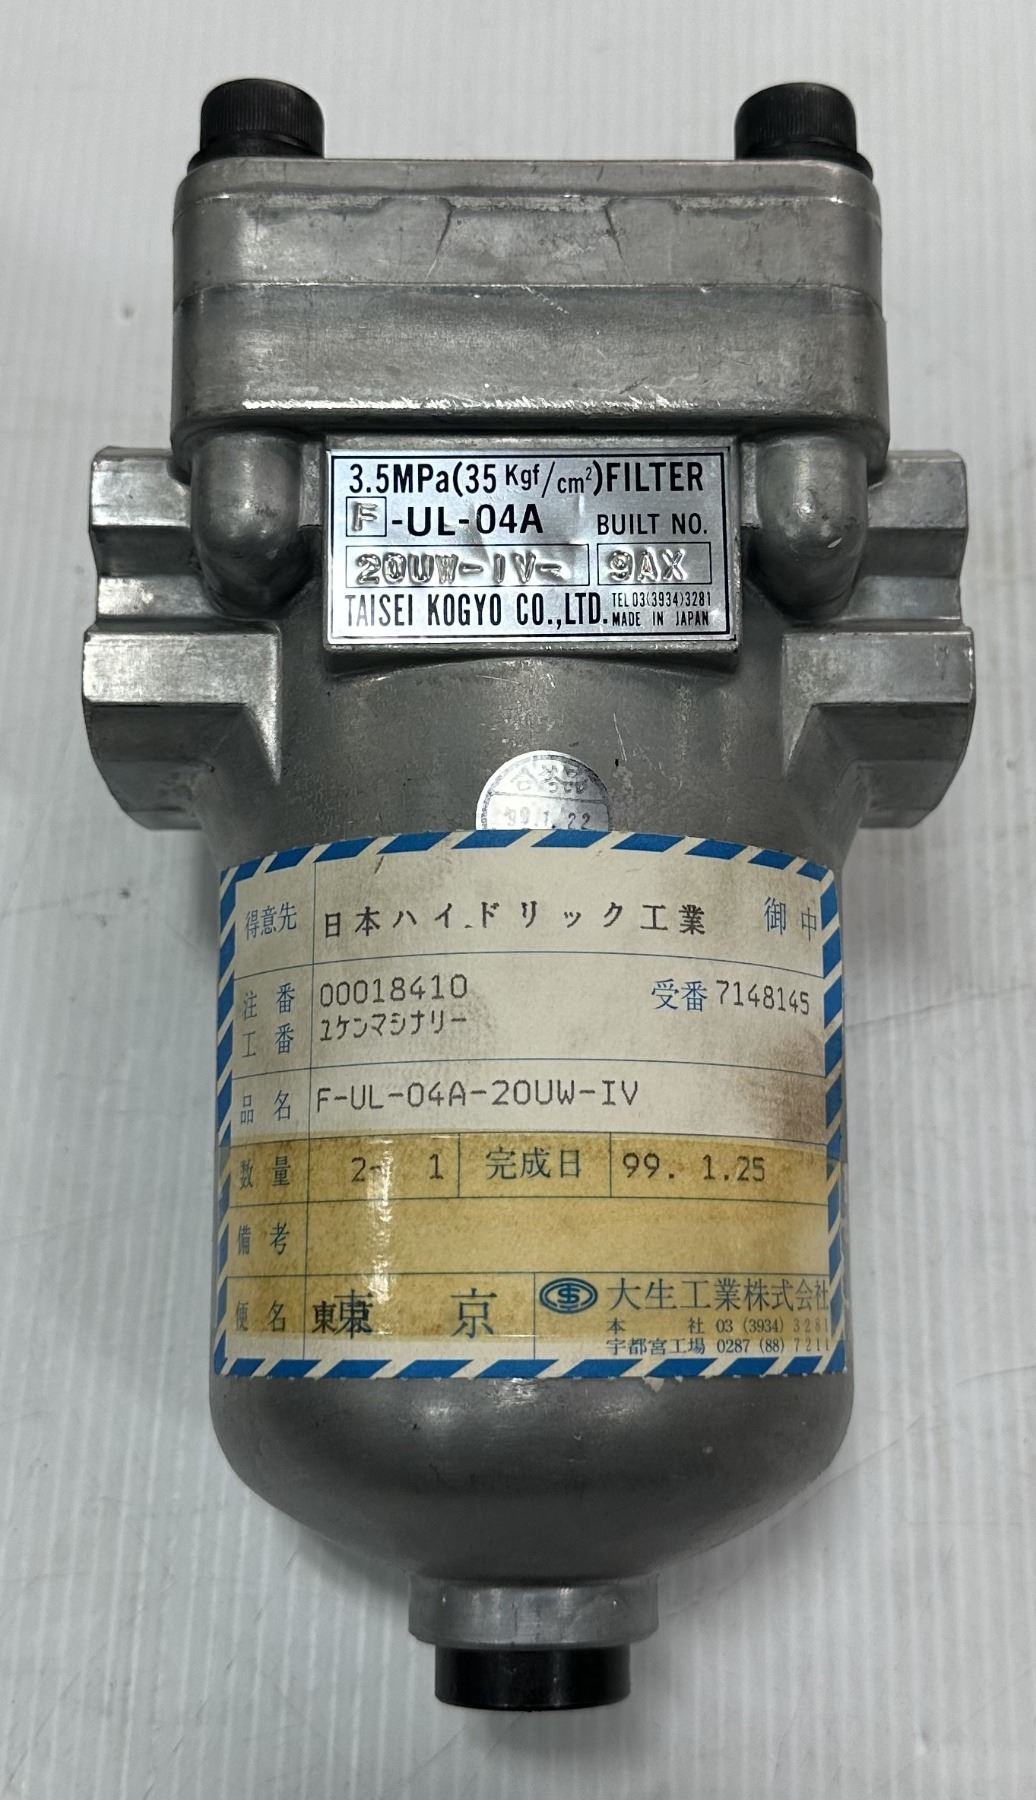 3.5MPa(35 Kgf/cm²)FILTER
F-UL-04A BUILT NO.
20UW-IV- 9AX
TAISEI KOGYO CO.,LTD. TEL 03(3934)3281
MADE IN JAPAN
99.1.22
得意先 日本ハイドリック工業 御中
注番 00018410 受番 7148145
工番 ユケンマシナリー
品名 F-UL-04A-20UW-IV
数量 2- 1 完成日 99. 1.25
備考
便名 東京 東京 大生工業株式会社
本社 03 (3934) 3281
宇都宮工場 0287 (88) 7211